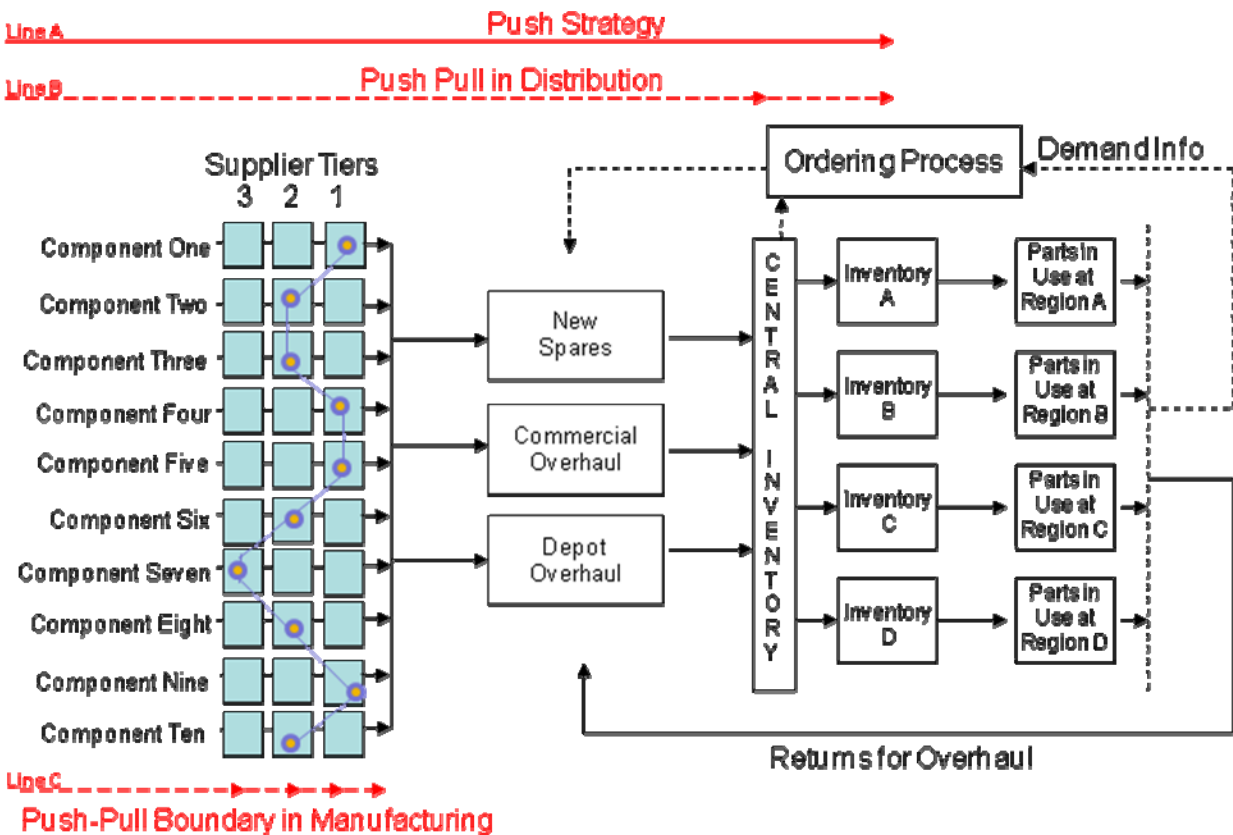 Line A
Push Strategy
Line B
Push Pull in Distribution
Ordering Process
Demand Info
Supplier Tiers
3 2 1
Component One
Component Two
Component Three
Component Four
Component Five
Component Six
Component Seven
Component Eight
Component Nine
Component Ten
New
Spares
Commercial
Overhaul
Depot
Overhaul
CENTRAL INVENTORY
Inventory
A
Inventory
B
Inventory
C
Inventory
D
Parts in
Use at
Region A
Parts in
Use at
Region B
Parts in
Use at
Region C
Parts in
Use at
Region D
Returns for Overhaul
Line C
Push-Pull Boundary in Manufacturing